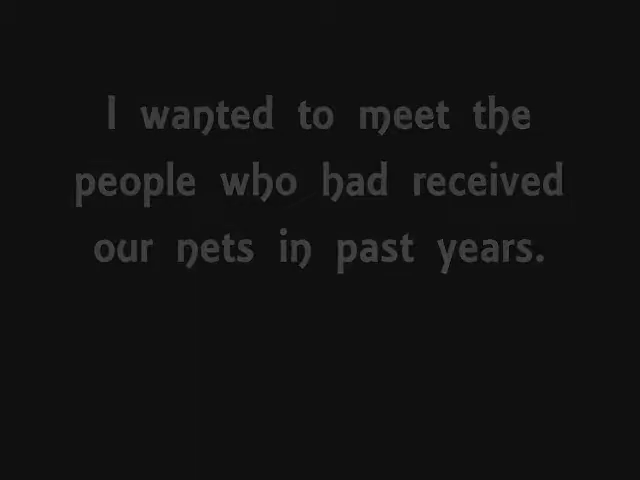 I wanted to meet the
people who had received
our nets in past years.